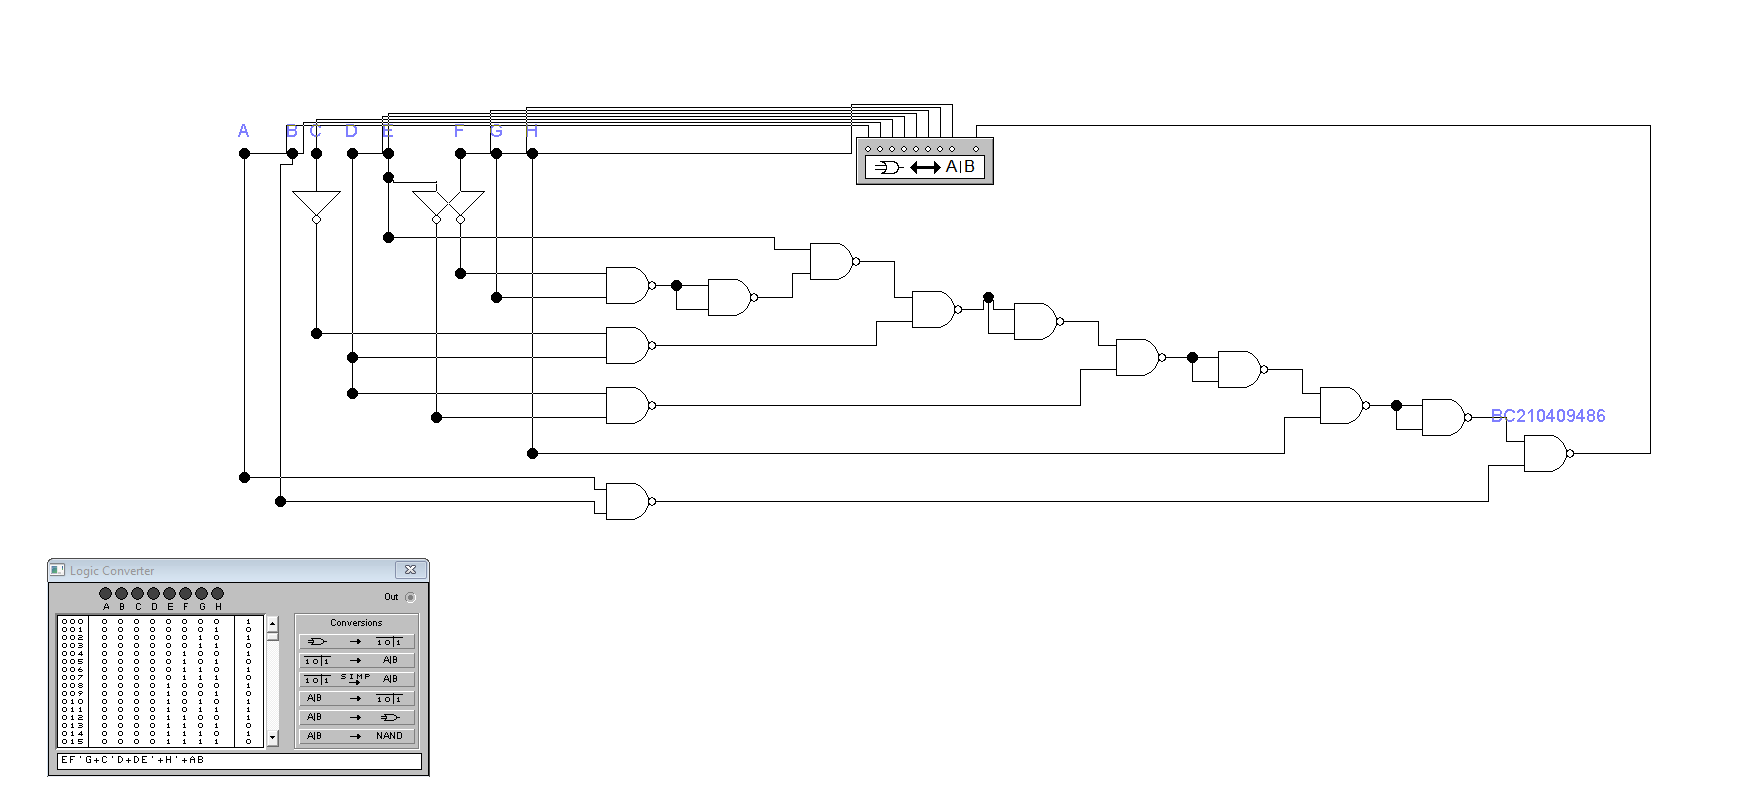 A B C D E F G H
A|B
BC210409486
Logic Converter
A B C D E F G H
Out
000 0 0 0 0 0 0 0 0 1
001 0 0 0 0 0 0 0 1 0
002 0 0 0 0 0 0 1 0 1
003 0 0 0 0 0 0 1 1 0
004 0 0 0 0 0 1 0 0 1
005 0 0 0 0 0 1 0 1 0
006 0 0 0 0 0 1 1 0 1
007 0 0 0 0 0 1 1 1 0
008 0 0 0 0 1 0 0 0 1
009 0 0 0 0 1 0 0 1 0
010 0 0 0 0 1 0 1 0 1
011 0 0 0 0 1 0 1 1 1
012 0 0 0 0 1 1 0 0 1
013 0 0 0 0 1 1 0 1 0
014 0 0 0 0 1 1 1 0 1
015 0 0 0 0 1 1 1 1 0
Conversions
→ 10|1
10|1 → A|B
10|1 SIMP → A|B
A|B → 10|1
A|B →
A|B → NAND
EF'G+C'D+DE'+H'+AB